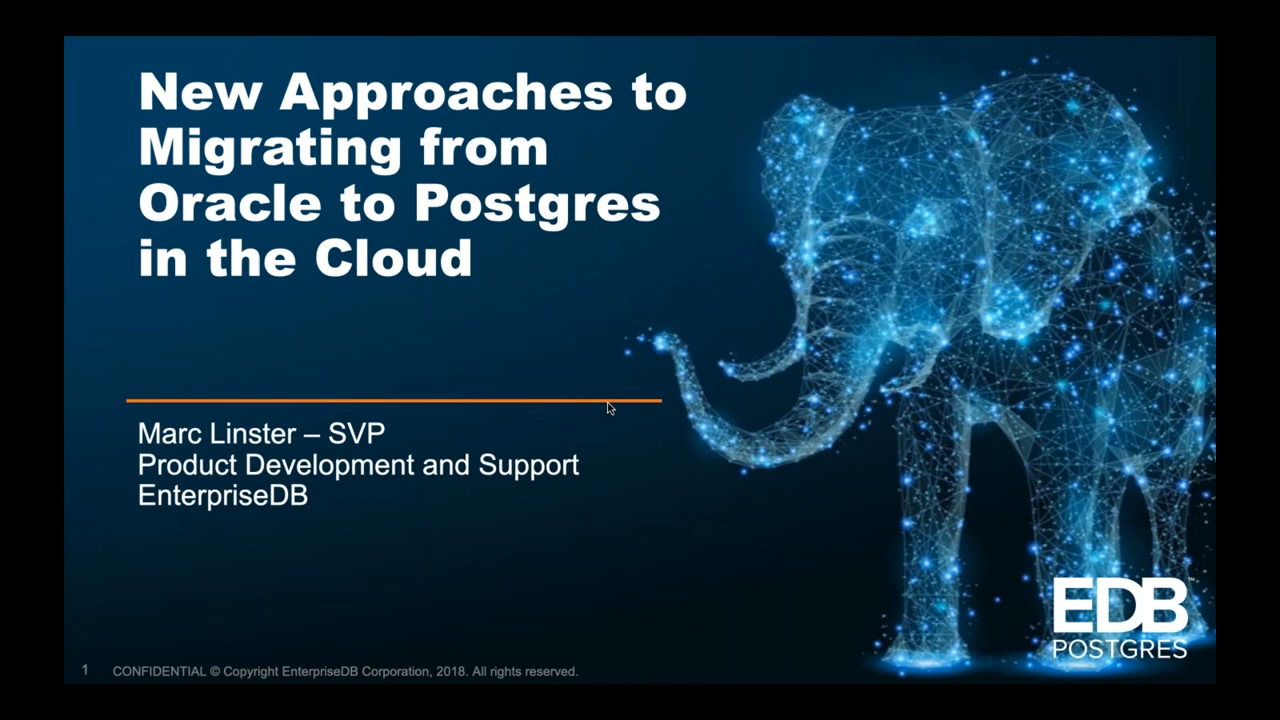 New Approaches to
Migrating from
Oracle to Postgres
in the Cloud
Marc Linster – SVP
Product Development and Support
EnterpriseDB
EDB™
POSTGRES
1 CONFIDENTIAL © Copyright EnterpriseDB Corporation, 2018. All rights reserved.